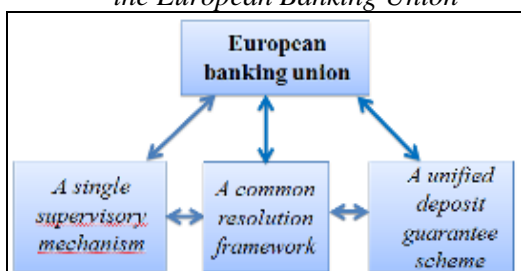 the European Banking Union
European
banking union
A single
supervisory
mechanism
A common
resolution
framework
A unified
deposit
guarantee
scheme